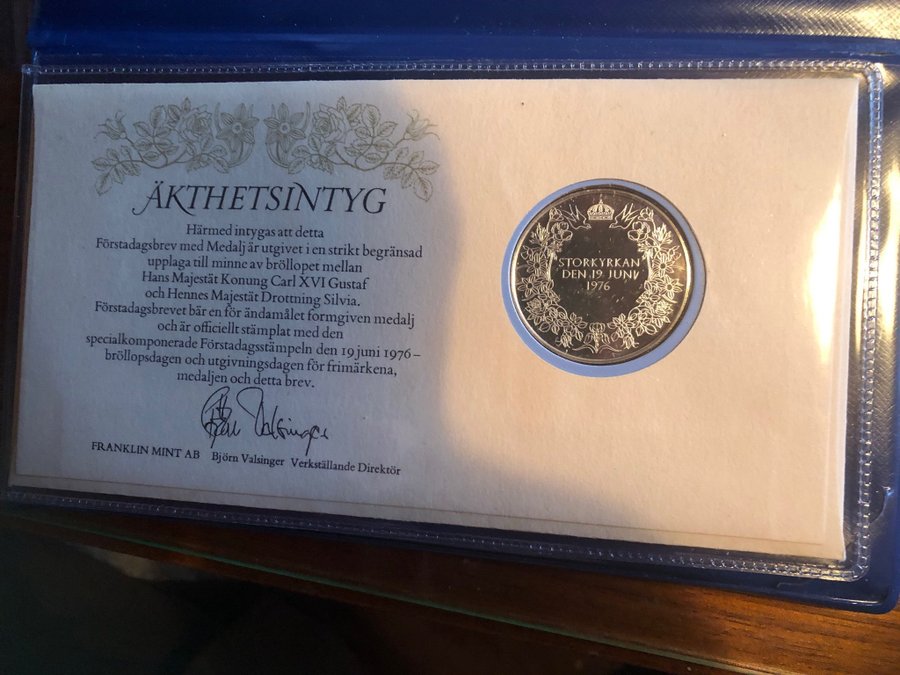 ÄKTHETSINTYG
Härmed intygas att detta
Förstadagsbrev med Medalj är utgivet i en strikt begränsad
upplaga till minne av bröllopet mellan
Hans Majestät Konung Carl XVI Gustaf
och Hennes Majestät Drottning Silvia.
Förstadagsbrevet bär en för ändamålet formgiven medalj
och är officiellt stämplat med den
specialkomponerade Förstadagsstämpeln den 19 juni 1976 –
bröllopsdagen och utgivningsdagen för frimärkena,
medaljen och detta brev.
Björn Valsinger
FRANKLIN MINT AB Björn Valsinger Verkställande Direktör
STORKYRKAN
DEN 19 JUNI
1976